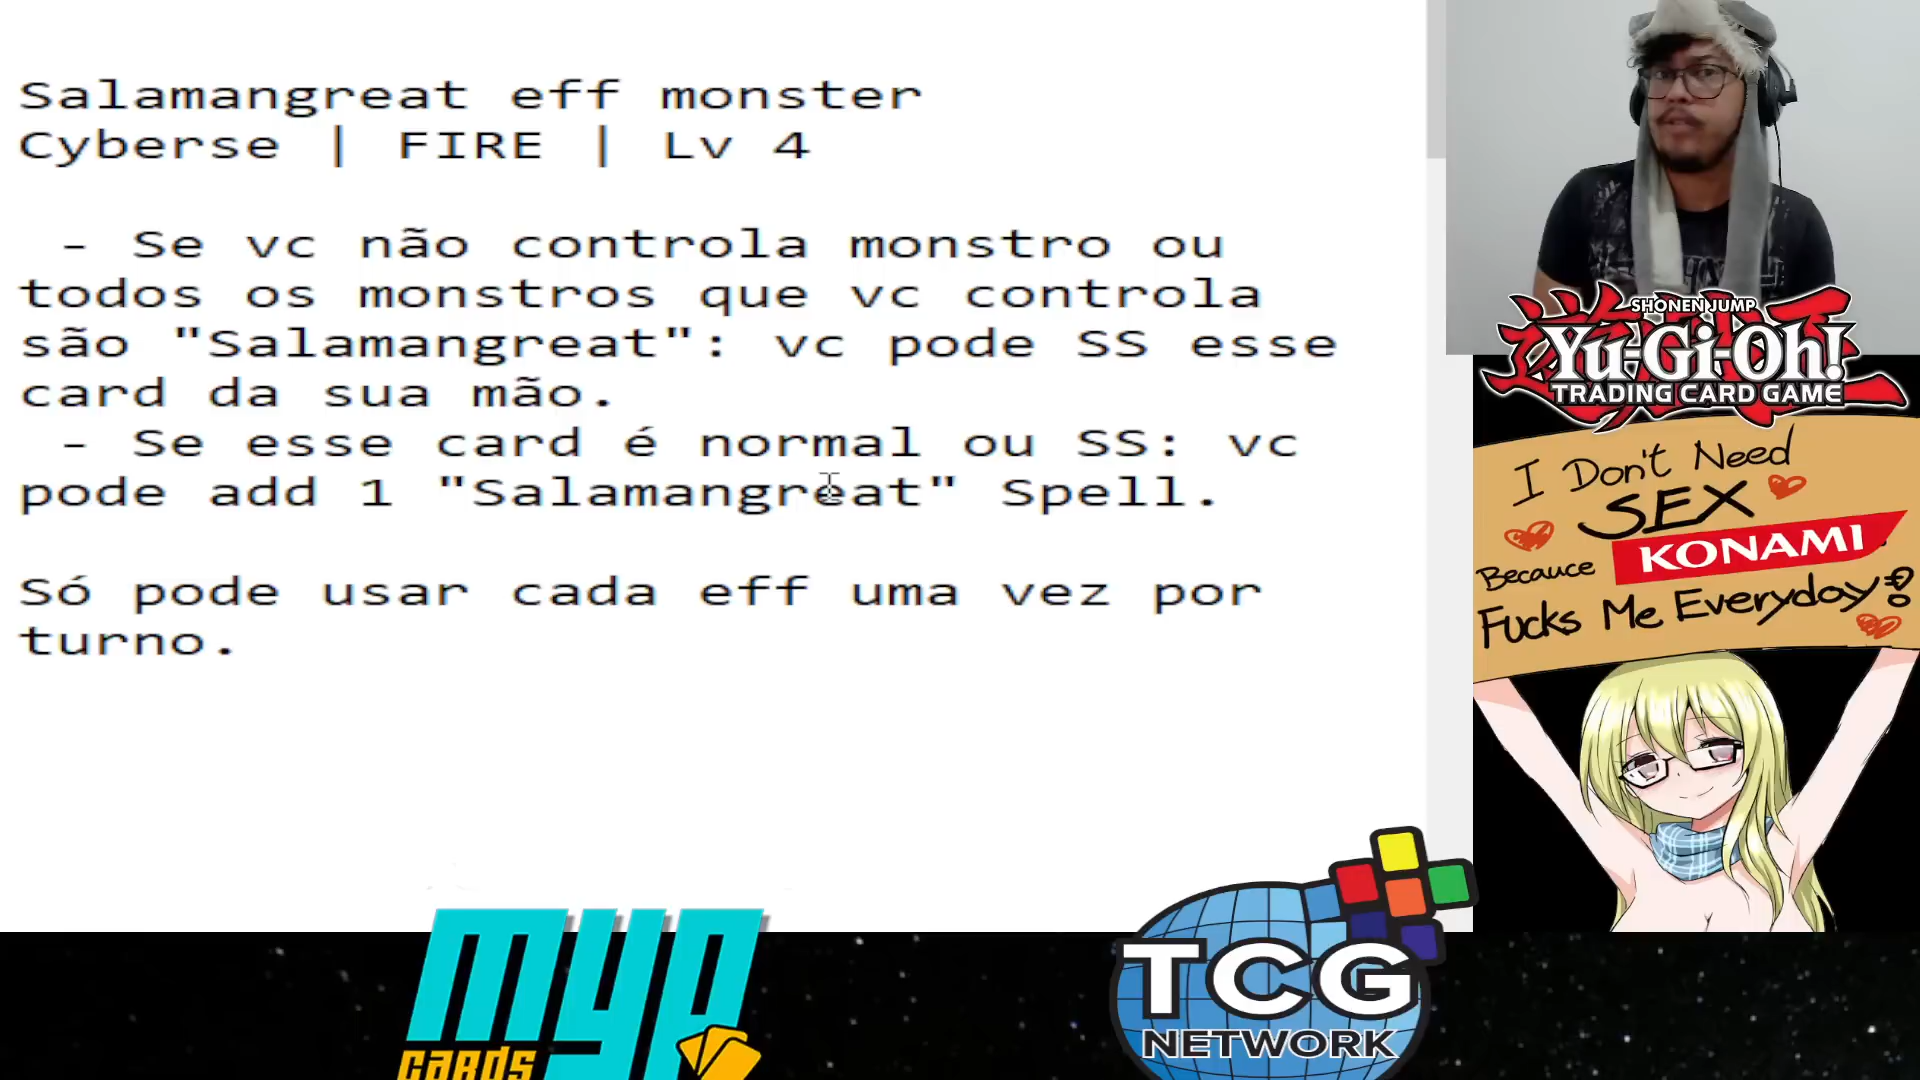 Salamangreat eff monster
Cyberse | FIRE | Lv 4
- Se vc não controla monstro ou
todos os monstros que vc controla
são "Salamangreat": vc pode SS esse
card da sua mão.
- Se esse card é normal ou SS: vc
pode add 1 "Salamangreat" Spell.
Só pode usar cada eff uma vez por
turno.
SHONEN JUMP
Yu-Gi-Oh!
TRADING CARD GAME
I Don't Need
SEX
Becauce KONAMI
Fucks Me Everyday
myp
cards
TCG
NETWORK